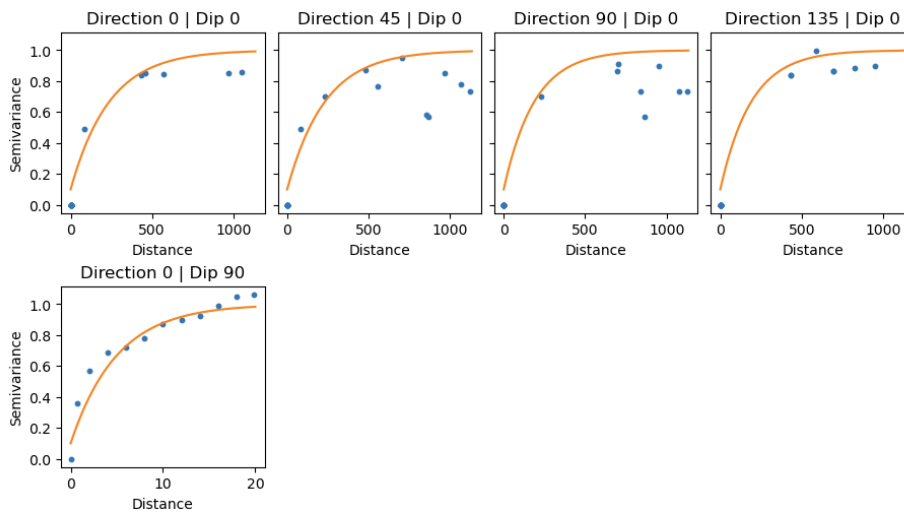 Direction 0 | Dip 0 Direction 45 | Dip 0 Direction 90 | Dip 0 Direction 135 | Dip 0
1.0
0.8
0.6
0.4
0.2
0.0
Semivariance
0 500 1000 0 500 1000 0 500 1000 0 500 1000
Distance Distance Distance Distance
Direction 0 | Dip 90
1.0
0.8
0.6
0.4
0.2
0.0
Semivariance
0 10 20
Distance